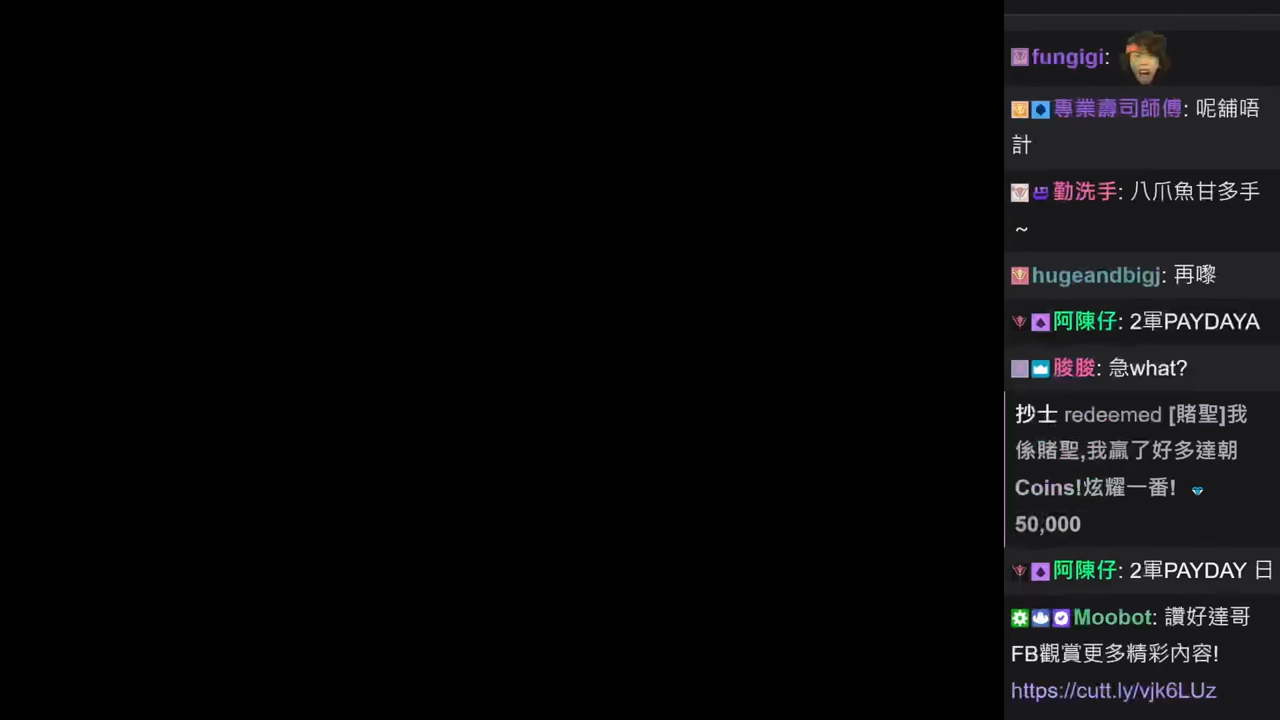 fungigi:
專業壽司師傅: 呢舖唔
計
勤洗手: 八爪魚甘多手
~
hugeandbigj: 再嚟
阿陳仔: 2軍PAYDAYA
脧脧: 急what?
抄士 redeemed [賭聖]我
係賭聖,我贏了好多達朝
Coins!炫耀一番!
50,000
阿陳仔: 2軍PAYDAY 日
Moobot: 讚好達哥
FB觀賞更多精彩內容!
https://cutt.ly/vjk6LUz